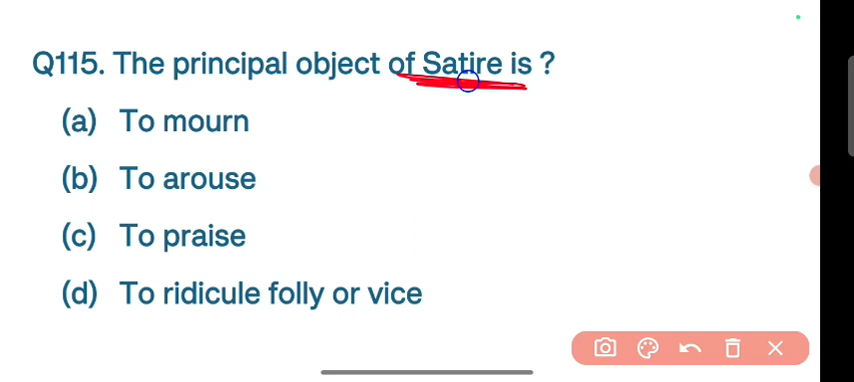 Q115. The principal object of Satire is ?
(a) To mourn
(b) To arouse
(c) To praise
(d) To ridicule folly or vice